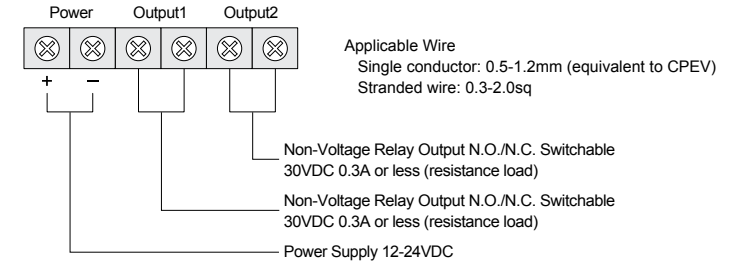 Power Output1 Output2
Applicable Wire
Single conductor: 0.5-1.2mm (equivalent to CPEV)
Stranded wire: 0.3-2.0sq
+ −
Non-Voltage Relay Output N.O./N.C. Switchable
30VDC 0.3A or less (resistance load)
Non-Voltage Relay Output N.O./N.C. Switchable
30VDC 0.3A or less (resistance load)
Power Supply 12-24VDC